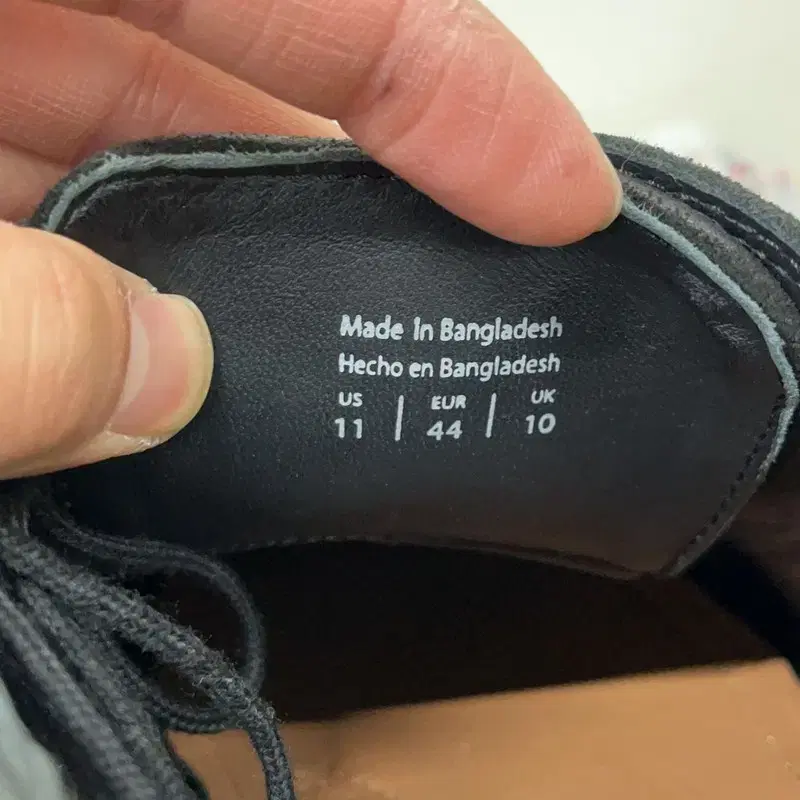 Made In Bangladesh
Hecho en Bangladesh
US | EUR | UK
11 | 44 | 10